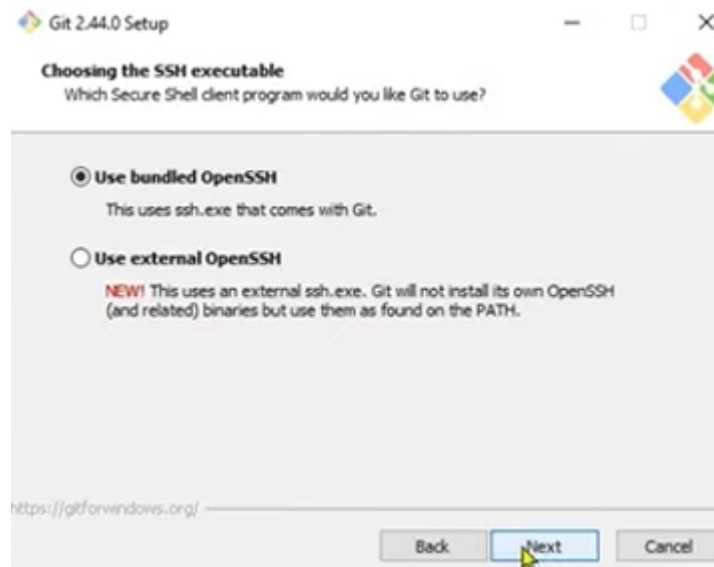 Git 2.44.0 Setup
Choosing the SSH executable
Which Secure Shell client program would you like Git to use?
Use bundled OpenSSH
This uses ssh.exe that comes with Git.
Use external OpenSSH
NEW! This uses an external ssh.exe. Git will not install its own OpenSSH
(and related) binaries but use them as found on the PATH.
https://gitforwindows.org/
Back
Next
Cancel